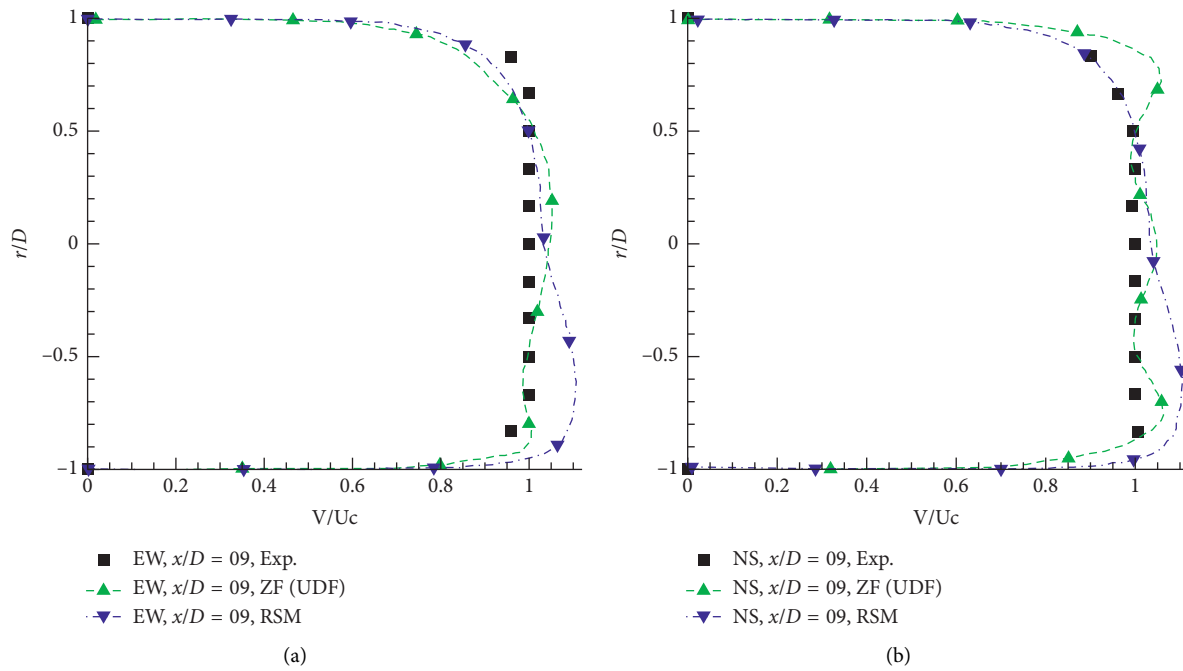 1
0.5
0
−0.5
−1
r/D
0
0.2
0.4
0.6
0.8
1
V/Uc
EW, x/D = 09, Exp.
EW, x/D = 09, ZF (UDF)
EW, x/D = 09, RSM
(a)
1
0.5
0
−0.5
−1
r/D
0
0.2
0.4
0.6
0.8
1
V/Uc
NS, x/D = 09, Exp.
NS, x/D = 09, ZF (UDF)
NS, x/D = 09, RSM
(b)